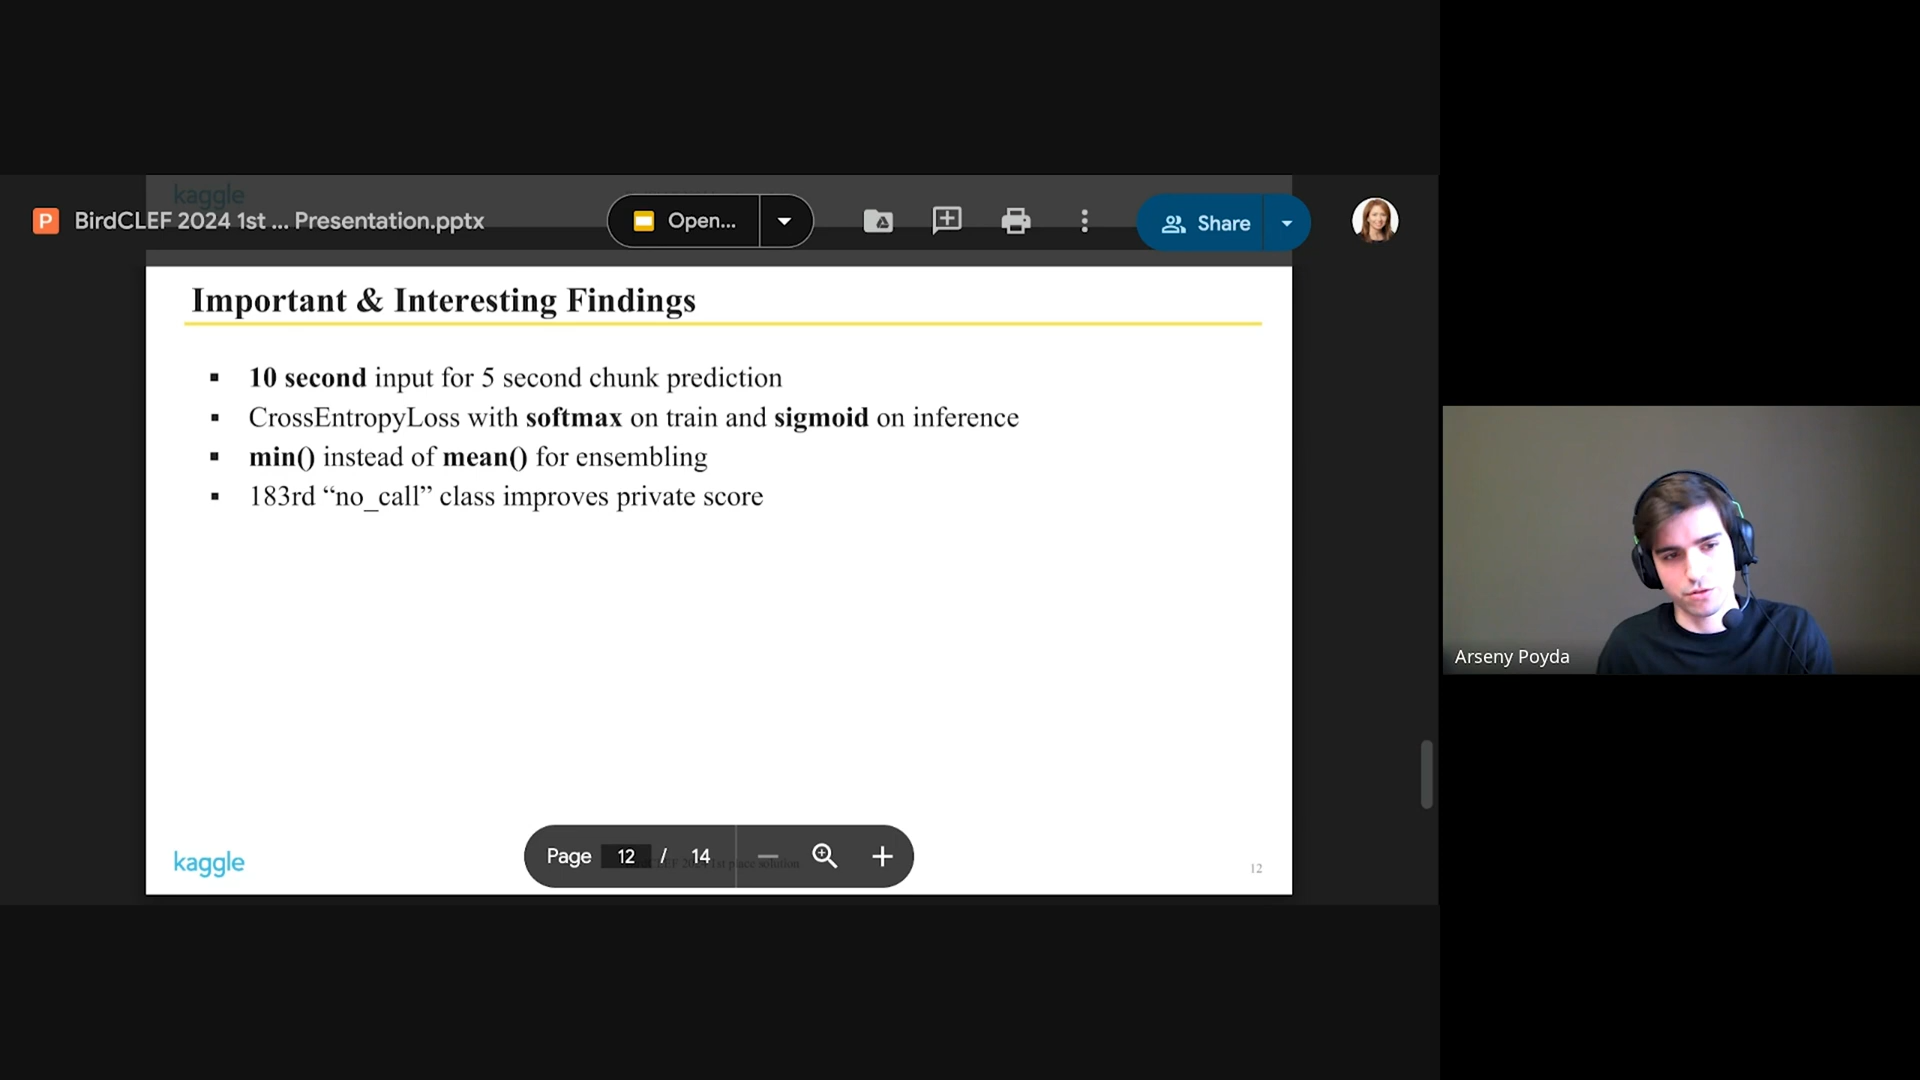 kaggle
BirdCLEF 2024 1st ... Presentation.pptx
Open...
Share
Important & Interesting Findings
▪ 10 second input for 5 second chunk prediction
▪ CrossEntropyLoss with softmax on train and sigmoid on inference
▪ min() instead of mean() for ensembling
▪ 183rd “no_call” class improves private score
Arseny Poyda
kaggle
Page 12 / 14
12